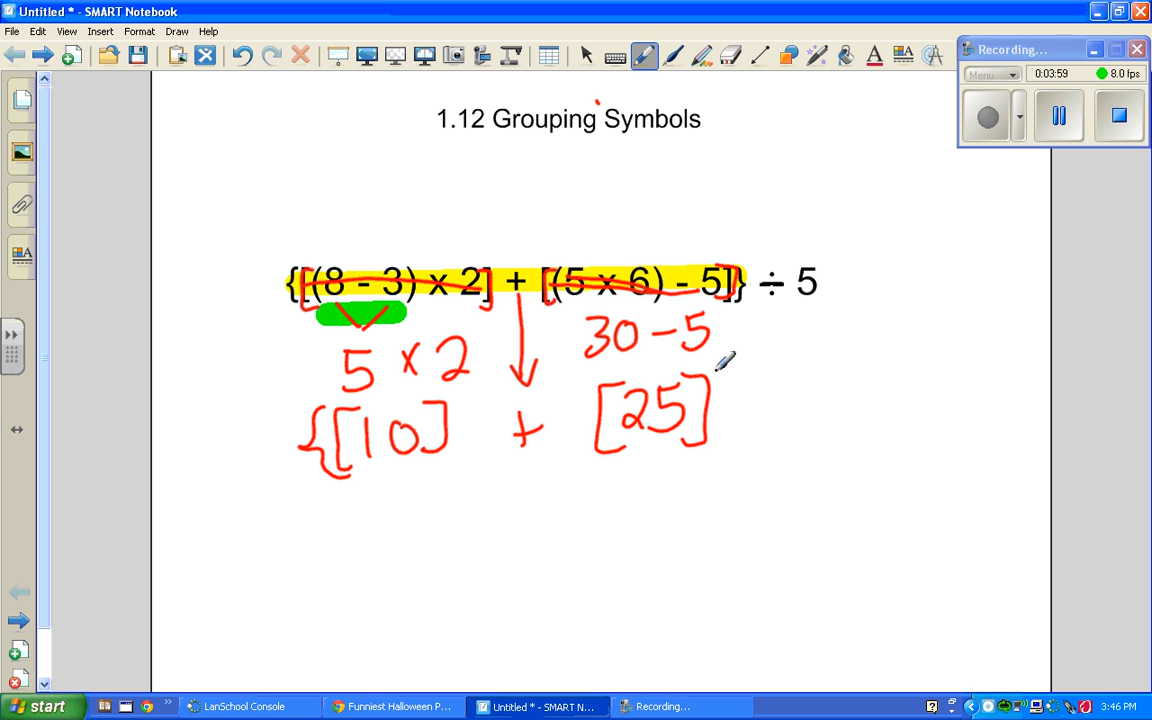 Untitled * - SMART Notebook
File Edit View Insert Format Draw Help
Recording...
Menu
0:03:59
8.0 fps
1.12 Grouping Symbols
{[(8 - 3) x 2] + [(5 x 6) - 5]} ÷ 5
5 x 2 30 - 5
{[10] + [25]
start
LanSchool Console
Funniest Halloween P...
Untitled * - SMART N...
Recording...
3:46 PM